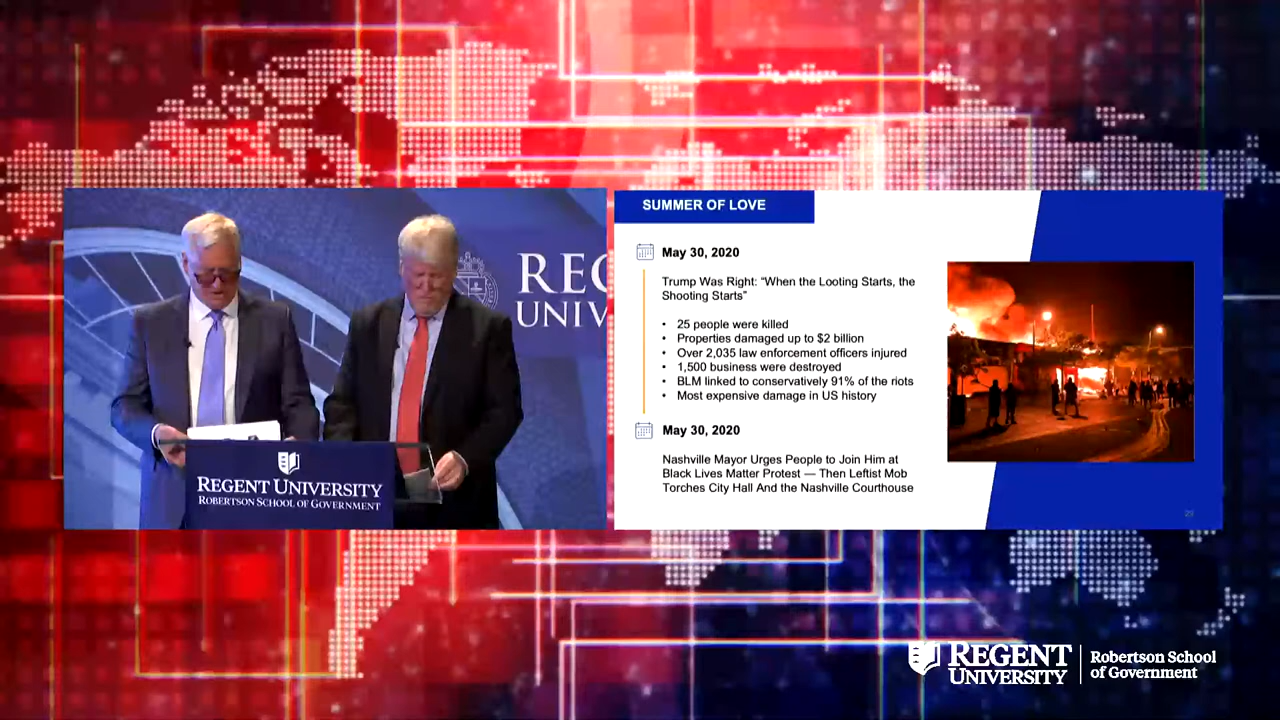 REG
UNIV
REGENT UNIVERSITY
ROBERTSON SCHOOL OF GOVERNMENT
SUMMER OF LOVE
May 30, 2020
Trump Was Right: “When the Looting Starts, the
Shooting Starts”
• 25 people were killed
• Properties damaged up to $2 billion
• Over 2,035 law enforcement officers injured
• 1,500 business were destroyed
• BLM linked to conservatively 91% of the riots
• Most expensive damage in US history
May 30, 2020
Nashville Mayor Urges People to Join Him at
Black Lives Matter Protest — Then Leftist Mob
Torches City Hall And the Nashville Courthouse
REGENT
UNIVERSITY
Robertson School
of Government